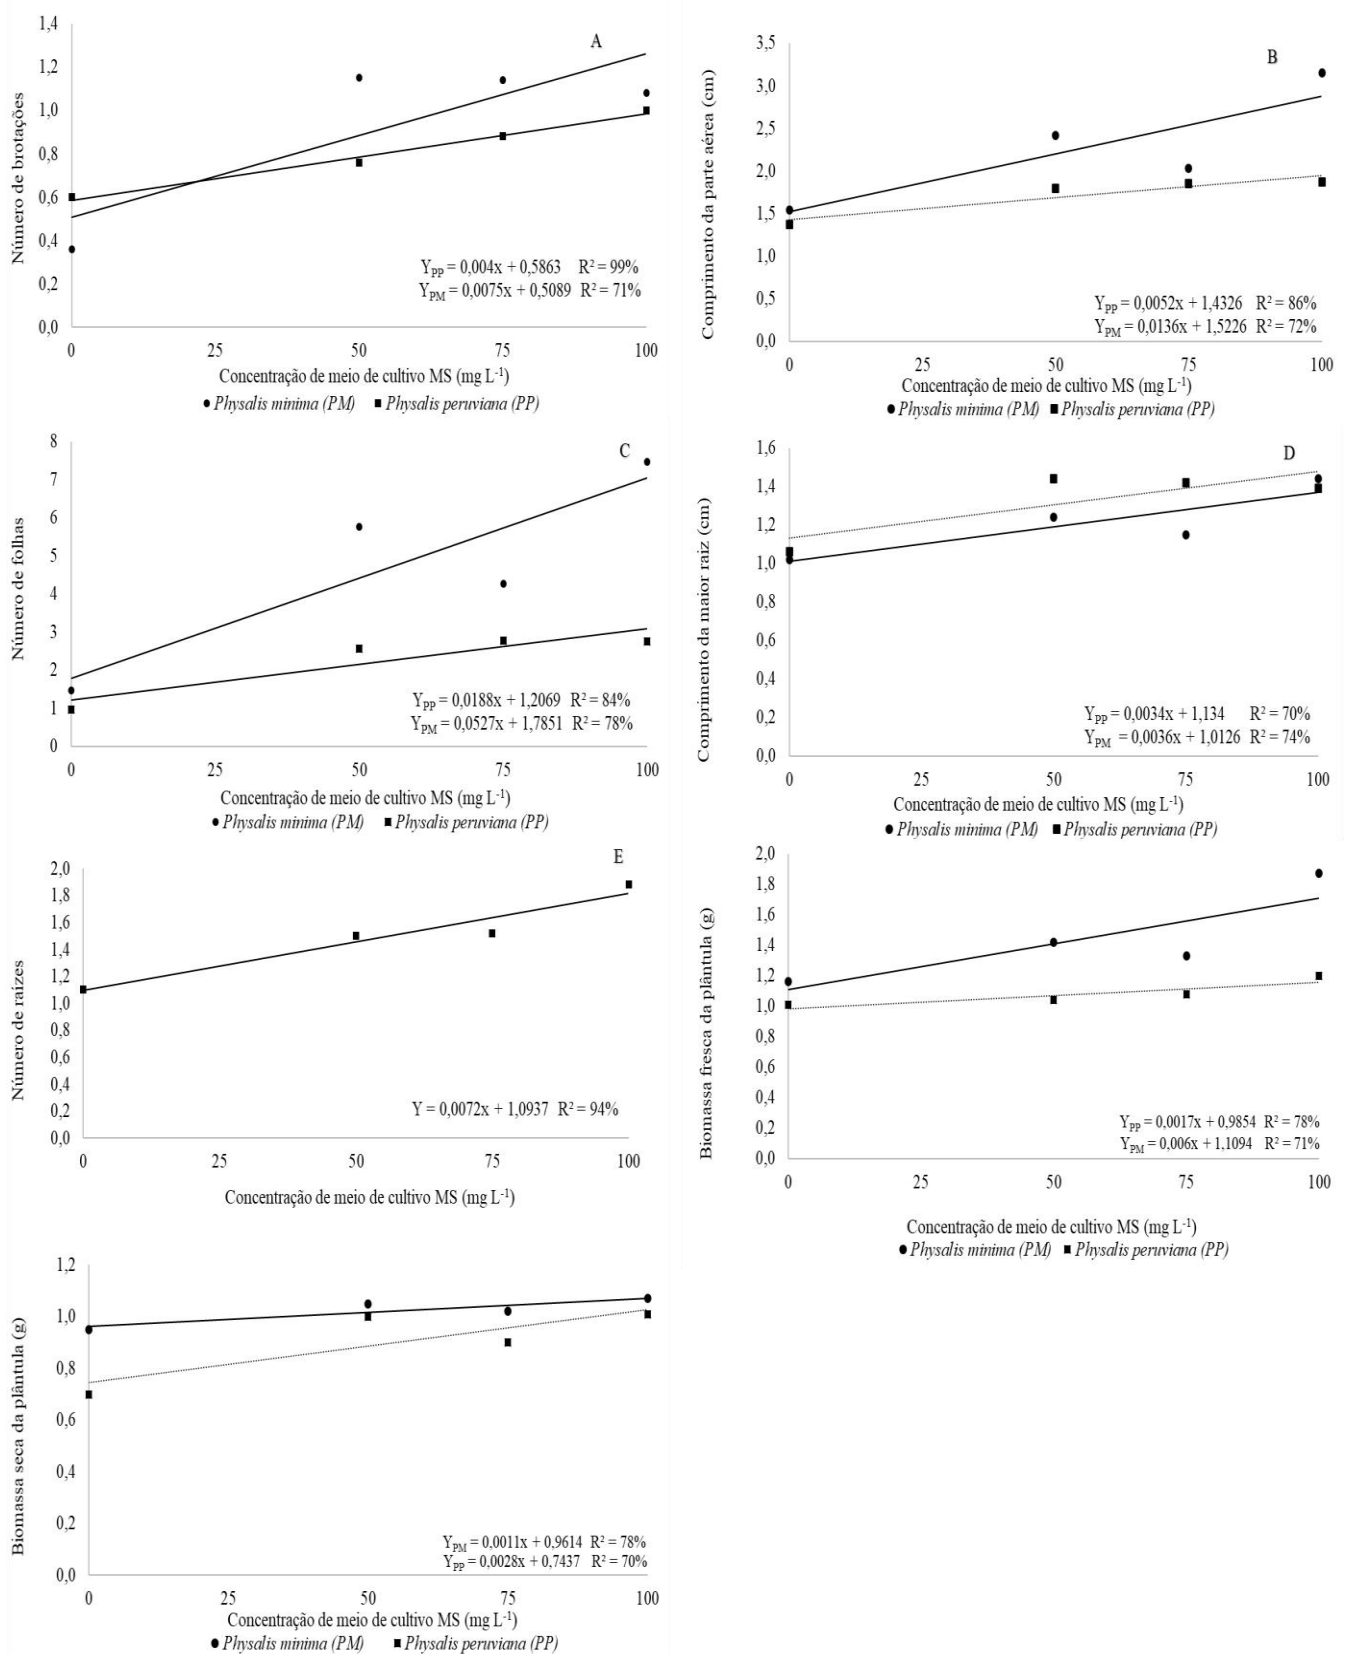 A
Número de brotações
1,4
1,2
1,0
0,8
0,6
0,4
0,2
0,0
Y_PP = 0,004x + 0,5863 R² = 99%
Y_PM = 0,0075x + 0,5089 R² = 71%
0 25 50 75 100
Concentração de meio de cultivo MS (mg L⁻¹)
Physalis minima (PM) Physalis peruviana (PP)
B
Comprimento da parte aérea (cm)
3,5
3,0
2,5
2,0
1,5
1,0
0,5
0,0
Y_PP = 0,0052x + 1,4326 R² = 86%
Y_PM = 0,0136x + 1,5226 R² = 72%
0 25 50 75 100
Concentração de meio de cultivo MS (mg L⁻¹)
Physalis minima (PM) Physalis peruviana (PP)
C
Número de folhas
8
7
6
5
4
3
2
1
0
Y_PP = 0,0188x + 1,2069 R² = 84%
Y_PM = 0,0527x + 1,7851 R² = 78%
0 25 50 75 100
Concentração de meio de cultivo MS (mg L⁻¹)
Physalis minima (PM) Physalis peruviana (PP)
D
Comprimento da maior raiz (cm)
1,6
1,4
1,2
1,0
0,8
0,6
0,4
0,2
0,0
Y_PP = 0,0034x + 1,134 R² = 70%
Y_PM = 0,0036x + 1,0126 R² = 74%
0 25 50 75 100
Concentração de meio de cultivo MS (mg L⁻¹)
Physalis minima (PM) Physalis peruviana (PP)
E
Número de raízes
2,0
1,8
1,6
1,4
1,2
1,0
0,8
0,6
0,4
0,2
0,0
Y = 0,0072x + 1,0937 R² = 94%
0 25 50 75 100
Concentração de meio de cultivo MS (mg L⁻¹)
Biomassa fresca da plântula (g)
2,0
1,8
1,6
1,4
1,2
1,0
0,8
0,6
0,4
0,2
0,0
Y_PP = 0,0017x + 0,9854 R² = 78%
Y_PM = 0,006x + 1,1094 R² = 71%
0 25 50 75 100
Concentração de meio de cultivo MS (mg L⁻¹)
Physalis minima (PM) Physalis peruviana (PP)
Biomassa seca da plântula (g)
1,2
1,0
0,8
0,6
0,4
0,2
0,0
Y_PM = 0,0011x + 0,9614 R² = 78%
Y_PP = 0,0028x + 0,7437 R² = 70%
0 25 50 75 100
Concentração de meio de cultivo MS (mg L⁻¹)
Physalis minima (PM) Physalis peruviana (PP)